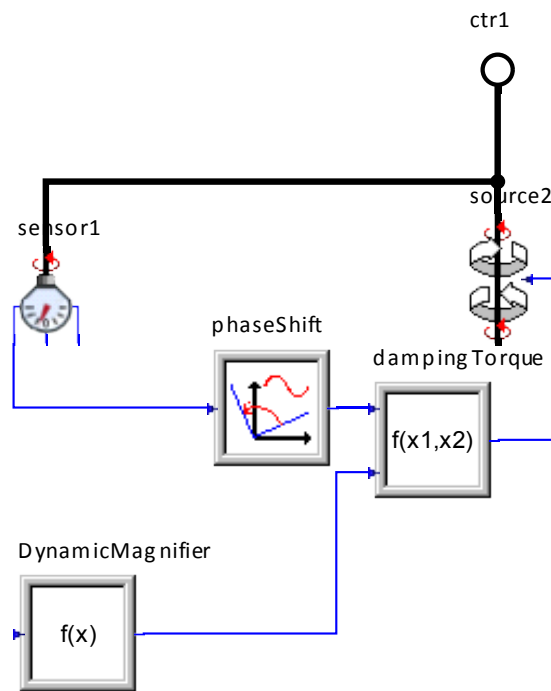 ctr1
source2
sensor1
phaseShift
dampingTorque
f(x1,x2)
DynamicMagnifier
f(x)